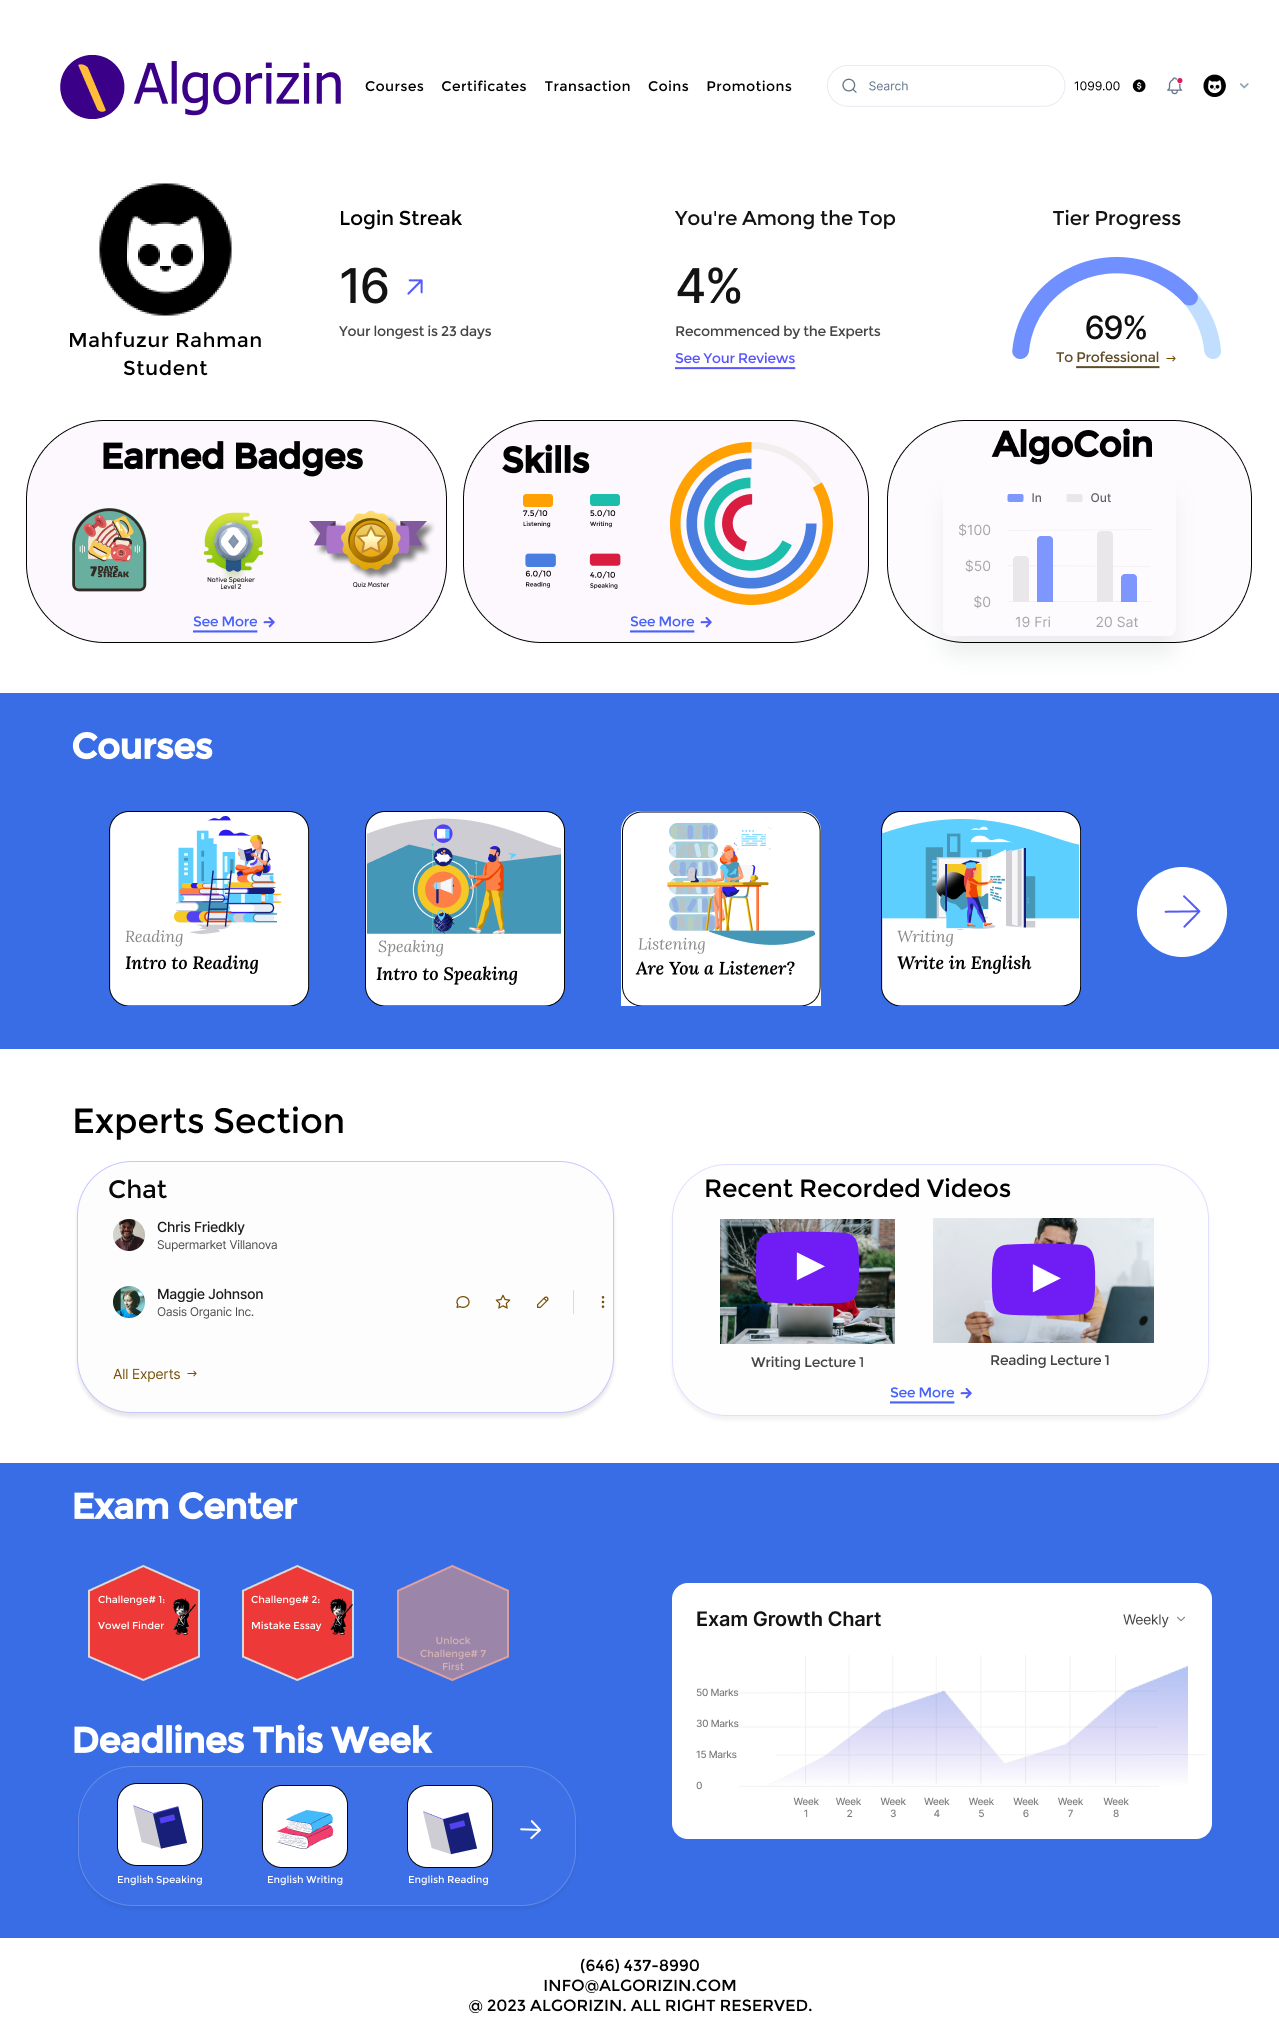 Algorizin
Courses Certificates Transaction Coins Promotions
Search
1099.00
Mahfuzur Rahman
Student
Login Streak
16
Your longest is 23 days
You're Among the Top
4%
Recommenced by the Experts
See Your Reviews
Tier Progress
69%
To Professional →
Earned Badges
7 DAYS
STREAK
Native Speaker
Level 2
Quiz Master
See More →
Skills
7.5/10
Listening
5.0/10
Writing
6.0/10
Reading
4.0/10
Speaking
See More →
AlgoCoin
In Out
$100
$50
$0
19 Fri 20 Sat
Courses
Reading
Intro to Reading
Speaking
Intro to Speaking
Listening
Are You a Listener?
Writing
Write in English
Experts Section
Chat
Chris Friedkly
Supermarket Villanova
Maggie Johnson
Oasis Organic Inc.
All Experts →
Recent Recorded Videos
Writing Lecture 1
Reading Lecture 1
See More →
Exam Center
Challenge# 1:
Vowel Finder
Challenge# 2:
Mistake Essay
Unlock
Challenge# 7
First
Exam Growth Chart
Weekly
50 Marks
30 Marks
15 Marks
0
Week 1
Week 2
Week 3
Week 4
Week 5
Week 6
Week 7
Week 8
Deadlines This Week
English Speaking
English Writing
English Reading
(646) 437-8990
INFO@ALGORIZIN.COM
@ 2023 ALGORIZIN. ALL RIGHT RESERVED.